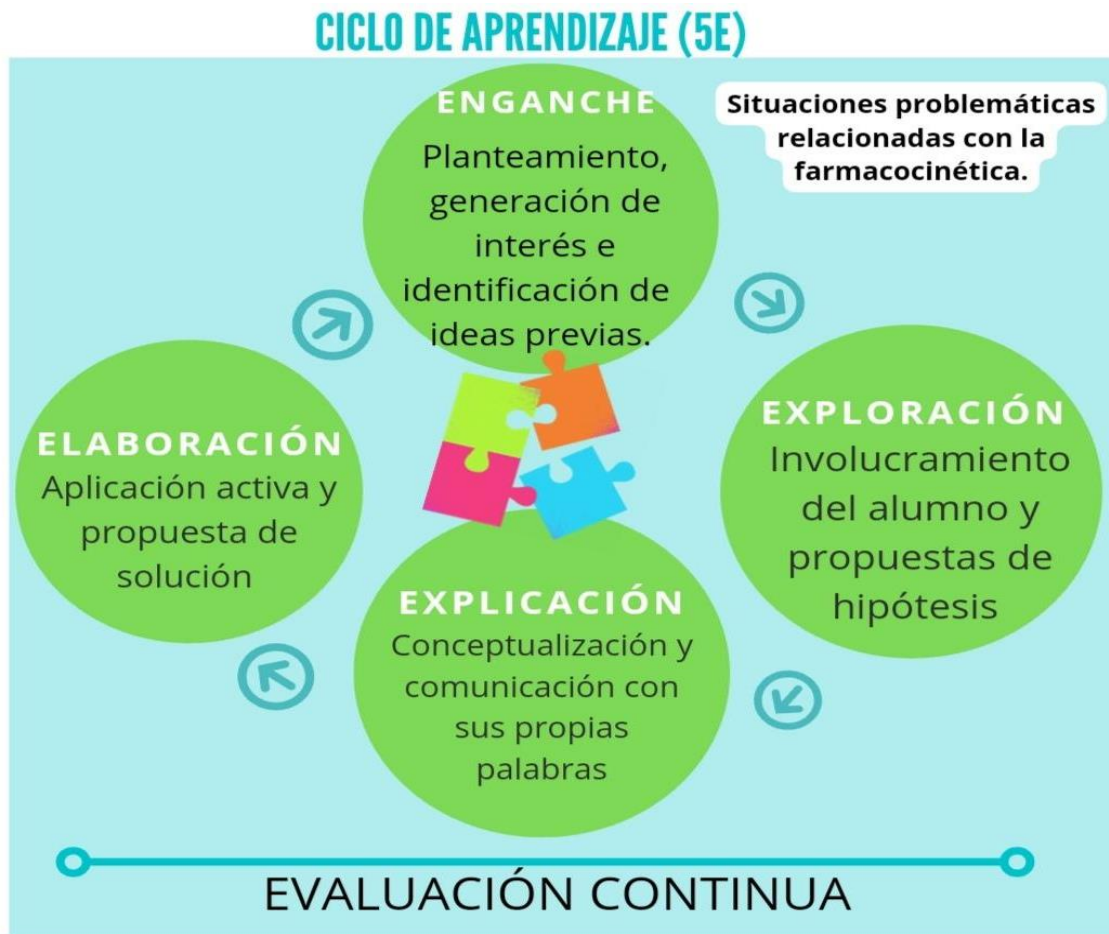 CICLO DE APRENDIZAJE (5E)
ENGANCHE
Planteamiento,
generación de
interés e
identificación de
ideas previas.
Situaciones problemáticas
relacionadas con la
farmacocinética.
EXPLORACIÓN
Involucramiento
del alumno y
propuestas de
hipótesis
EXPLICACIÓN
Conceptualización y
comunicación con
sus propias
palabras
ELABORACIÓN
Aplicación activa y
propuesta de
solución
EVALUACIÓN CONTINUA